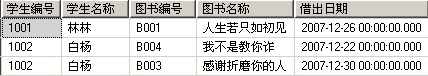 学生编号 学生名称 图书编号 图书名称 借出日期
1001 林林 B001 人生若只如初见 2007-12-26 00:00:00.000
1002 白杨 B004 我不是教你诈 2007-12-22 00:00:00.000
1002 白杨 B003 感谢折磨你的人 2007-12-30 00:00:00.000